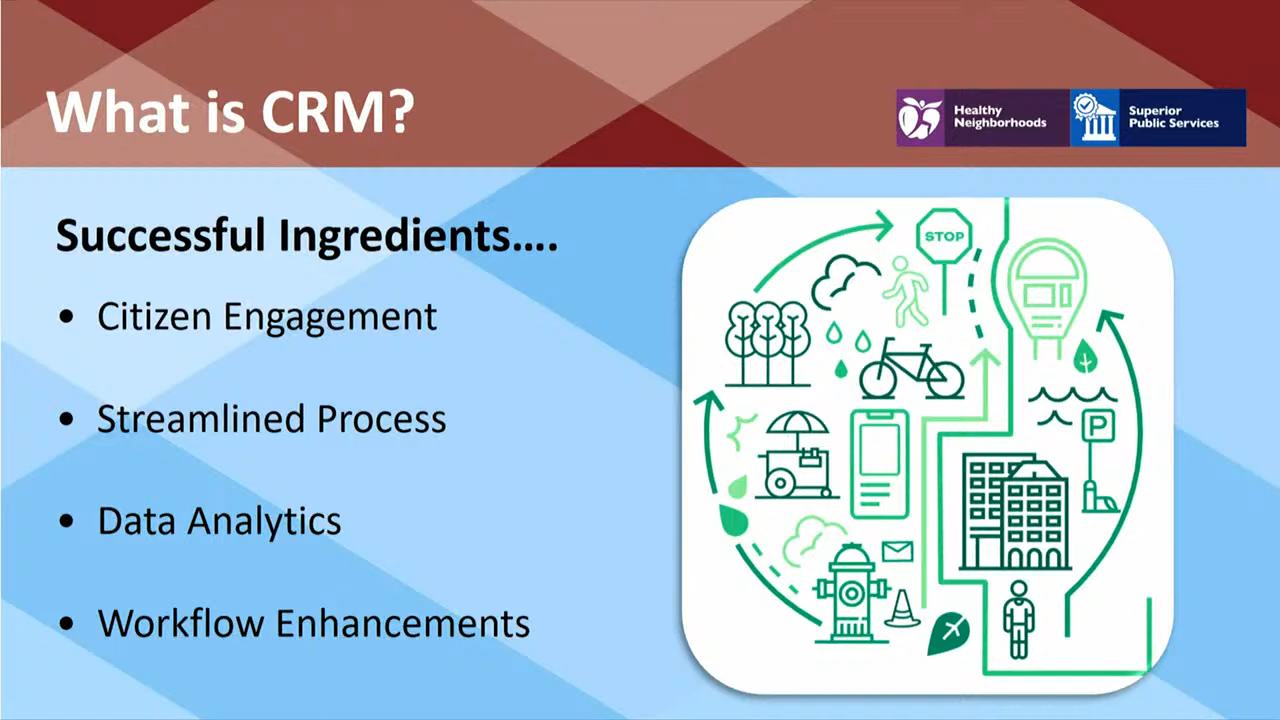 What is CRM?
Healthy
Neighborhoods
Superior
Public Services
Successful Ingredients....
• Citizen Engagement
• Streamlined Process
• Data Analytics
• Workflow Enhancements
STOP
P